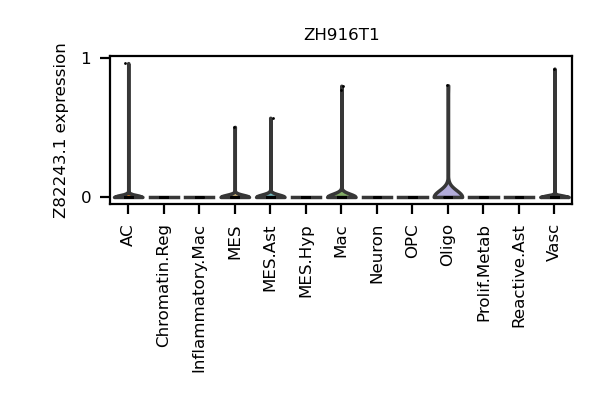 ZH916T1
Z82243.1 expression
1
0
AC
Chromatin.Reg
Inflammatory.Mac
MES
MES.Ast
MES.Hyp
Mac
Neuron
OPC
Oligo
Prolif.Metab
Reactive.Ast
Vasc